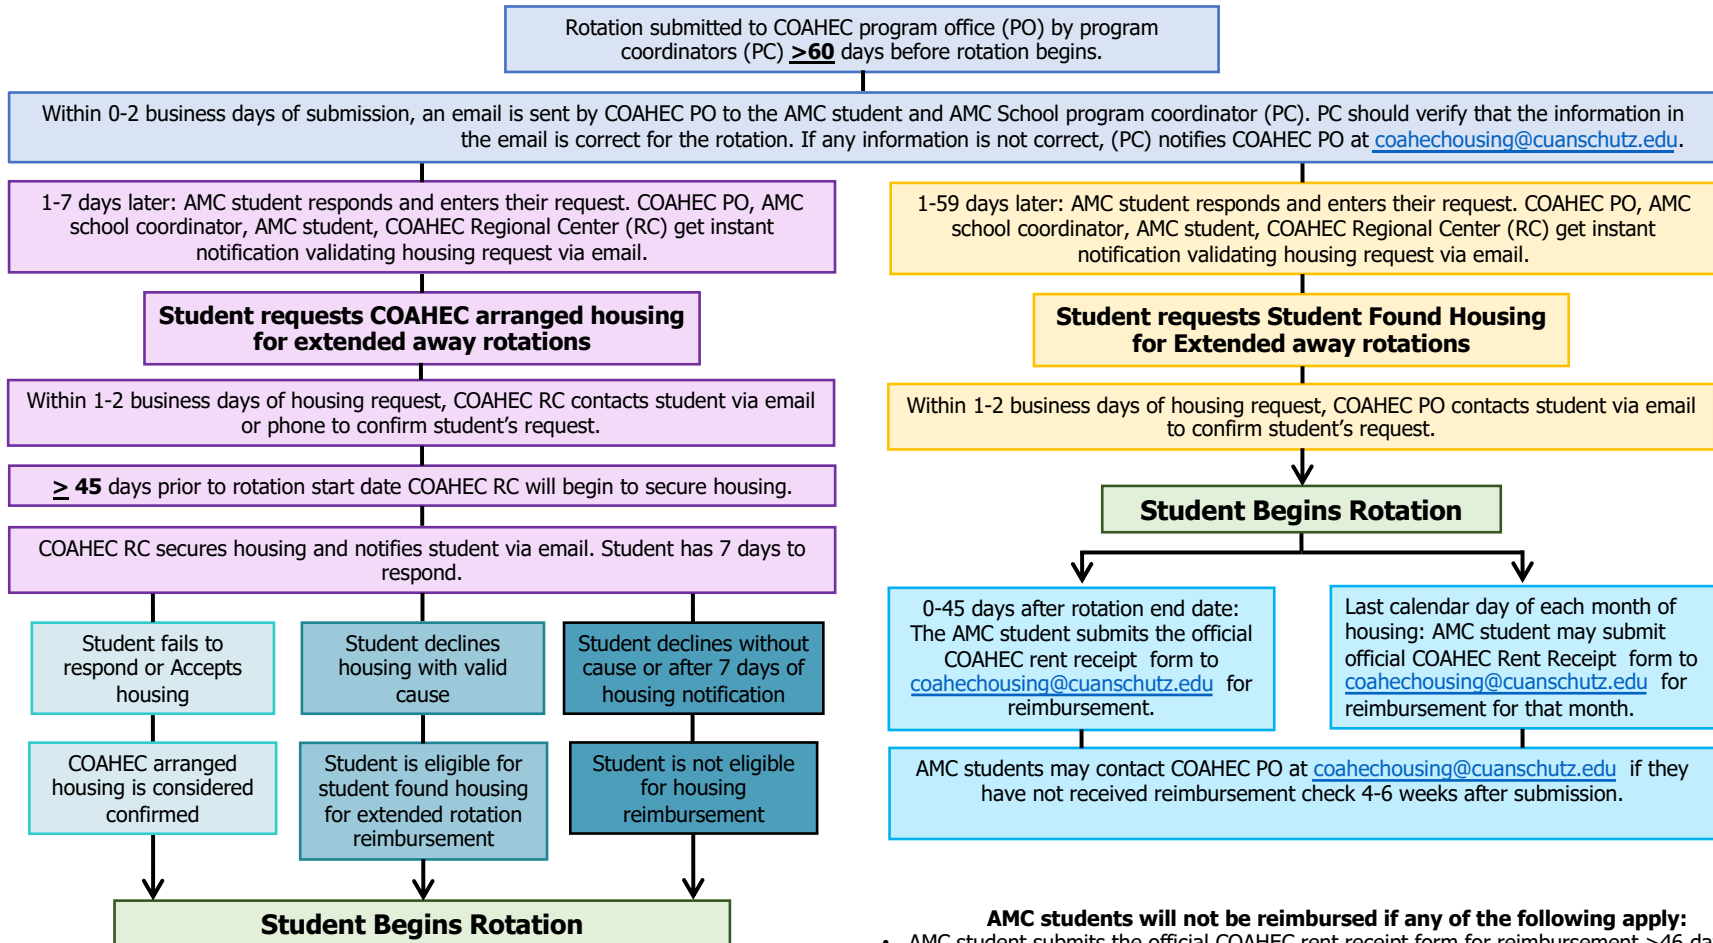 Rotation submitted to COAHEC program office (PO) by program
coordinators (PC) >60 days before rotation begins.
Within 0-2 business days of submission, an email is sent by COAHEC PO to the AMC student and AMC School program coordinator (PC). PC should verify that the information in
the email is correct for the rotation. If any information is not correct, (PC) notifies COAHEC PO at coahechousing@cuanschutz.edu.
1-7 days later: AMC student responds and enters their request. COAHEC PO, AMC
school coordinator, AMC student, COAHEC Regional Center (RC) get instant
notification validating housing request via email.
Student requests COAHEC arranged housing
for extended away rotations
Within 1-2 business days of housing request, COAHEC RC contacts student via email
or phone to confirm student's request.
> 45 days prior to rotation start date COAHEC RC will begin to secure housing.
COAHEC RC secures housing and notifies student via email. Student has 7 days to
respond.
Student fails to
respond or Accepts
housing
Student declines
housing with valid
cause
Student declines without
cause or after 7 days of
housing notification
COAHEC arranged
housing is considered
confirmed
Student is eligible for
student found housing
for extended rotation
reimbursement
Student is not eligible
for housing
reimbursement
Student Begins Rotation
1-59 days later: AMC student responds and enters their request. COAHEC PO, AMC
school coordinator, AMC student, COAHEC Regional Center (RC) get instant
notification validating housing request via email.
Student requests Student Found Housing
for Extended away rotations
Within 1-2 business days of housing request, COAHEC PO contacts student via email
to confirm student's request.
Student Begins Rotation
0-45 days after rotation end date:
The AMC student submits the official
COAHEC rent receipt form to
coahechousing@cuanschutz.edu for
reimbursement.
Last calendar day of each month of
housing: AMC student may submit
official COAHEC Rent Receipt form to
coahechousing@cuanschutz.edu for
reimbursement for that month.
AMC students may contact COAHEC PO at coahechousing@cuanschutz.edu if they
have not received reimbursement check 4-6 weeks after submission.
AMC students will not be reimbursed if any of the following apply:
• AMC student submits the official COAHEC rent receipt form for reimbursement >46